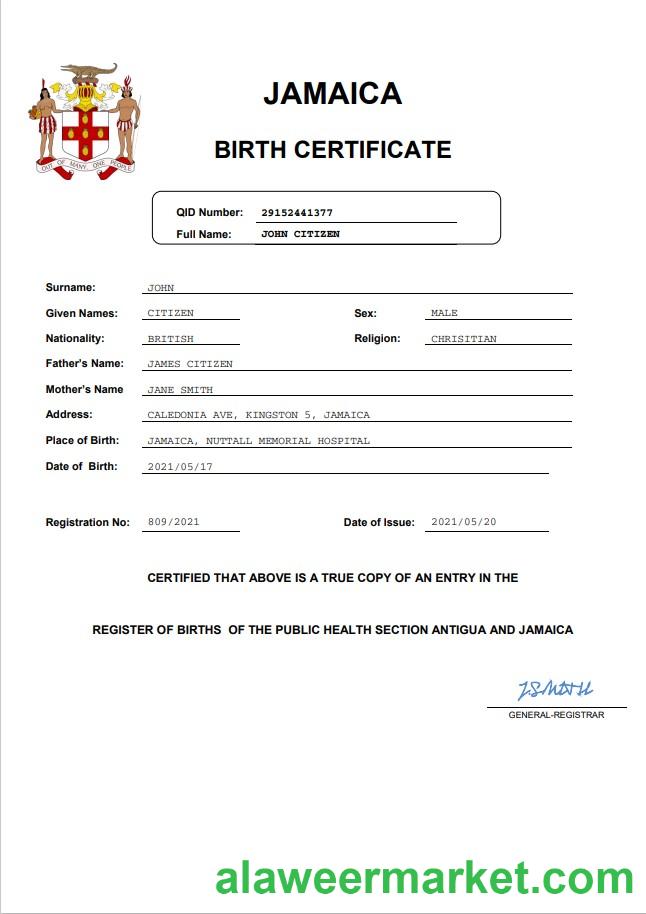 JAMAICA
BIRTH CERTIFICATE
OUT OF MANY ONE PEOPLE
QID Number: 29152441377
Full Name: JOHN CITIZEN
Surname: JOHN
Given Names: CITIZEN Sex: MALE
Nationality: BRITISH Religion: CHRISITIAN
Father's Name: JAMES CITIZEN
Mother's Name JANE SMITH
Address: CALEDONIA AVE, KINGSTON 5, JAMAICA
Place of Birth: JAMAICA, NUTTALL MEMORIAL HOSPITAL
Date of Birth: 2021/05/17
Registration No: 809/2021 Date of Issue: 2021/05/20
CERTIFIED THAT ABOVE IS A TRUE COPY OF AN ENTRY IN THE
REGISTER OF BIRTHS OF THE PUBLIC HEALTH SECTION ANTIGUA AND JAMAICA
J.SMITH
GENERAL-REGISTRAR
alaweermarket.com